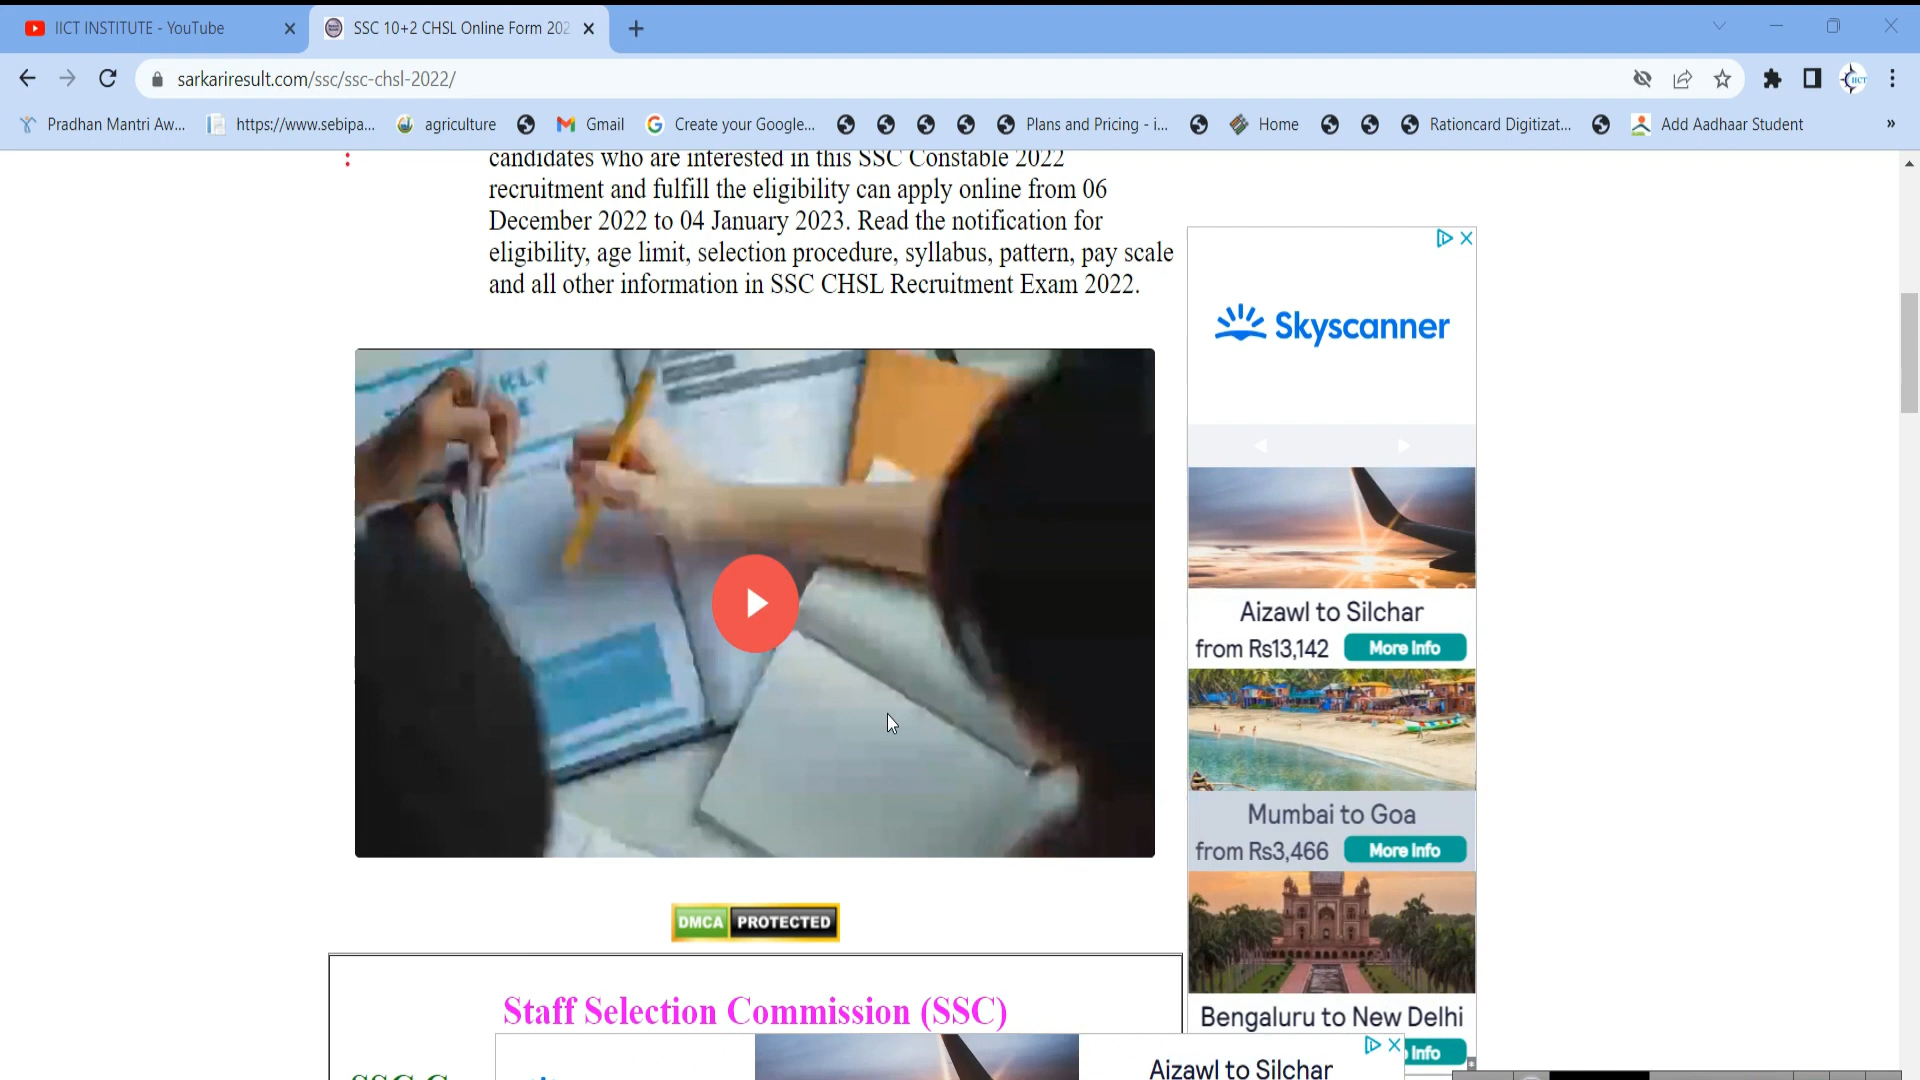 IICT INSTITUTE - YouTube
SSC 10+2 CHSL Online Form 202
sarkariresult.com/ssc/ssc-chsl-2022/
Pradhan Mantri Aw...
https://www.sebipa...
agriculture
Gmail
Create your Google...
Plans and Pricing - i...
Home
Rationcard Digitizat...
Add Aadhaar Student
»
:
candidates who are interested in this SSC Constable 2022
recruitment and fulfill the eligibility can apply online from 06
December 2022 to 04 January 2023. Read the notification for
eligibility, age limit, selection procedure, syllabus, pattern, pay scale
and all other information in SSC CHSL Recruitment Exam 2022.
Skyscanner
Aizawl to Silchar
from Rs13,142 More Info
Mumbai to Goa
from Rs3,466 More Info
Bengaluru to New Delhi
Info
DMCA PROTECTED
Staff Selection Commission (SSC)
Aizawl to Silchar